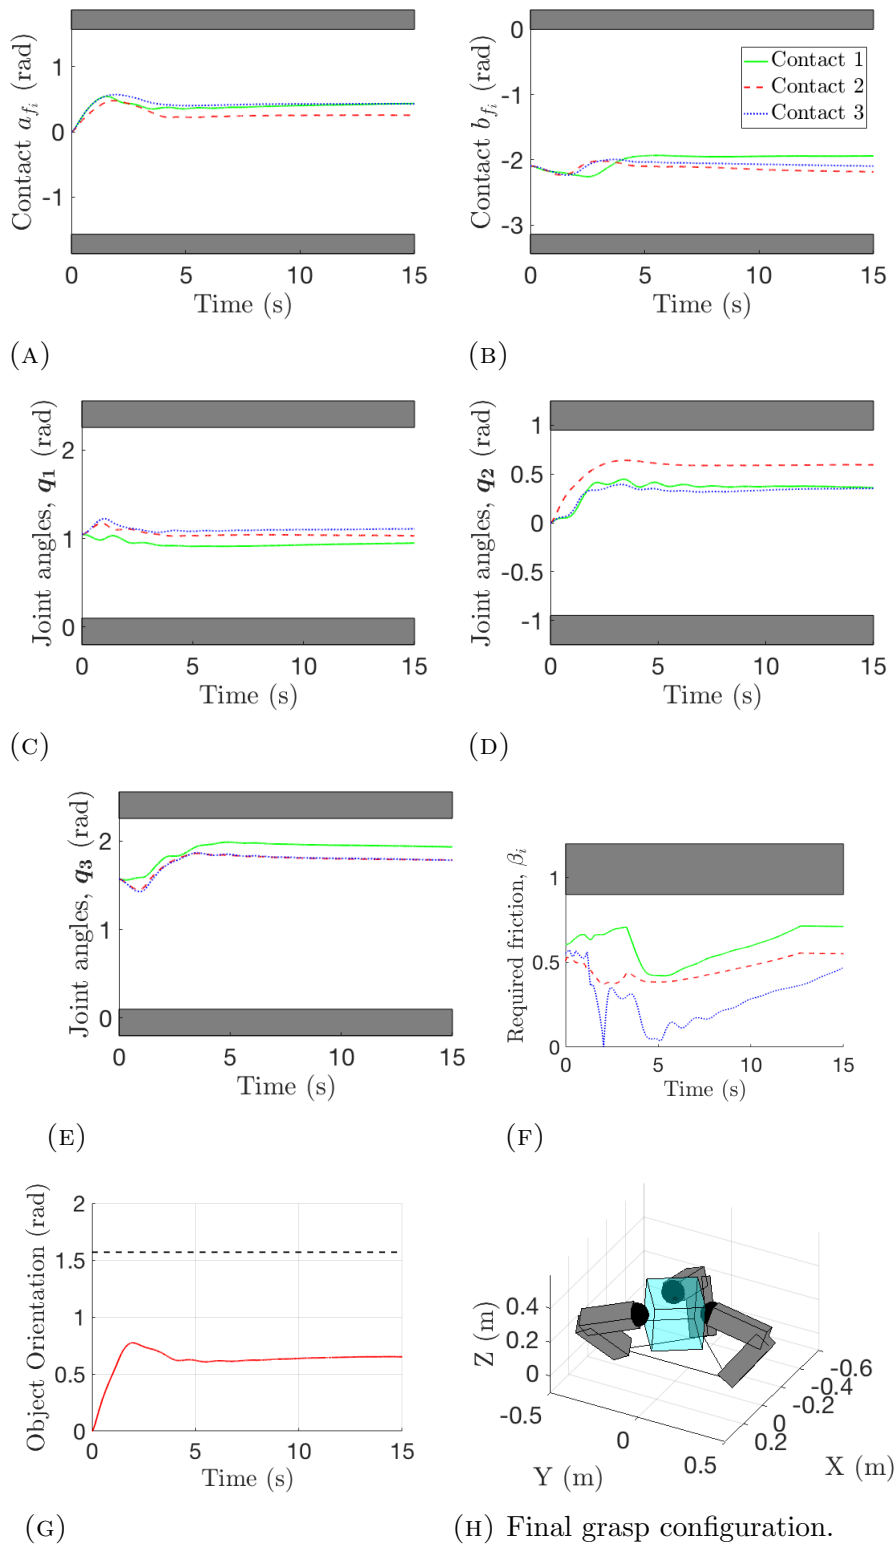 Contact a_{f_i} (rad)
1
0
-1
0 5 10 15
Time (s)
(A)
Contact b_{f_i} (rad)
0
-1
-2
-3
Contact 1
Contact 2
Contact 3
0 5 10 15
Time (s)
(B)
Joint angles, q_1 (rad)
2
1
0
0 5 10 15
Time (s)
(C)
Joint angles, q_2 (rad)
1
0.5
0
-0.5
-1
0 5 10 15
Time (s)
(D)
Joint angles, q_3 (rad)
2
1
0
0 5 10 15
Time (s)
(E)
Required friction, β_i
1
0.5
0
0 5 10 15
Time (s)
(F)
Object Orientation (rad)
2
1.5
1
0.5
0
0 5 10 15
Time (s)
(G)
Z (m)
0.4
0.2
0
-0.5
0
0.5
Y (m)
-0.6
-0.4
-0.2
0
0.2
X (m)
(H) Final grasp configuration.